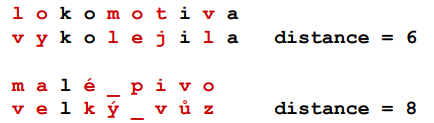 l o k o m o t i v a
v y k o l e j i l a distance = 6
m a l é _ p i v o
v e l k ý _ v ů z distance = 8